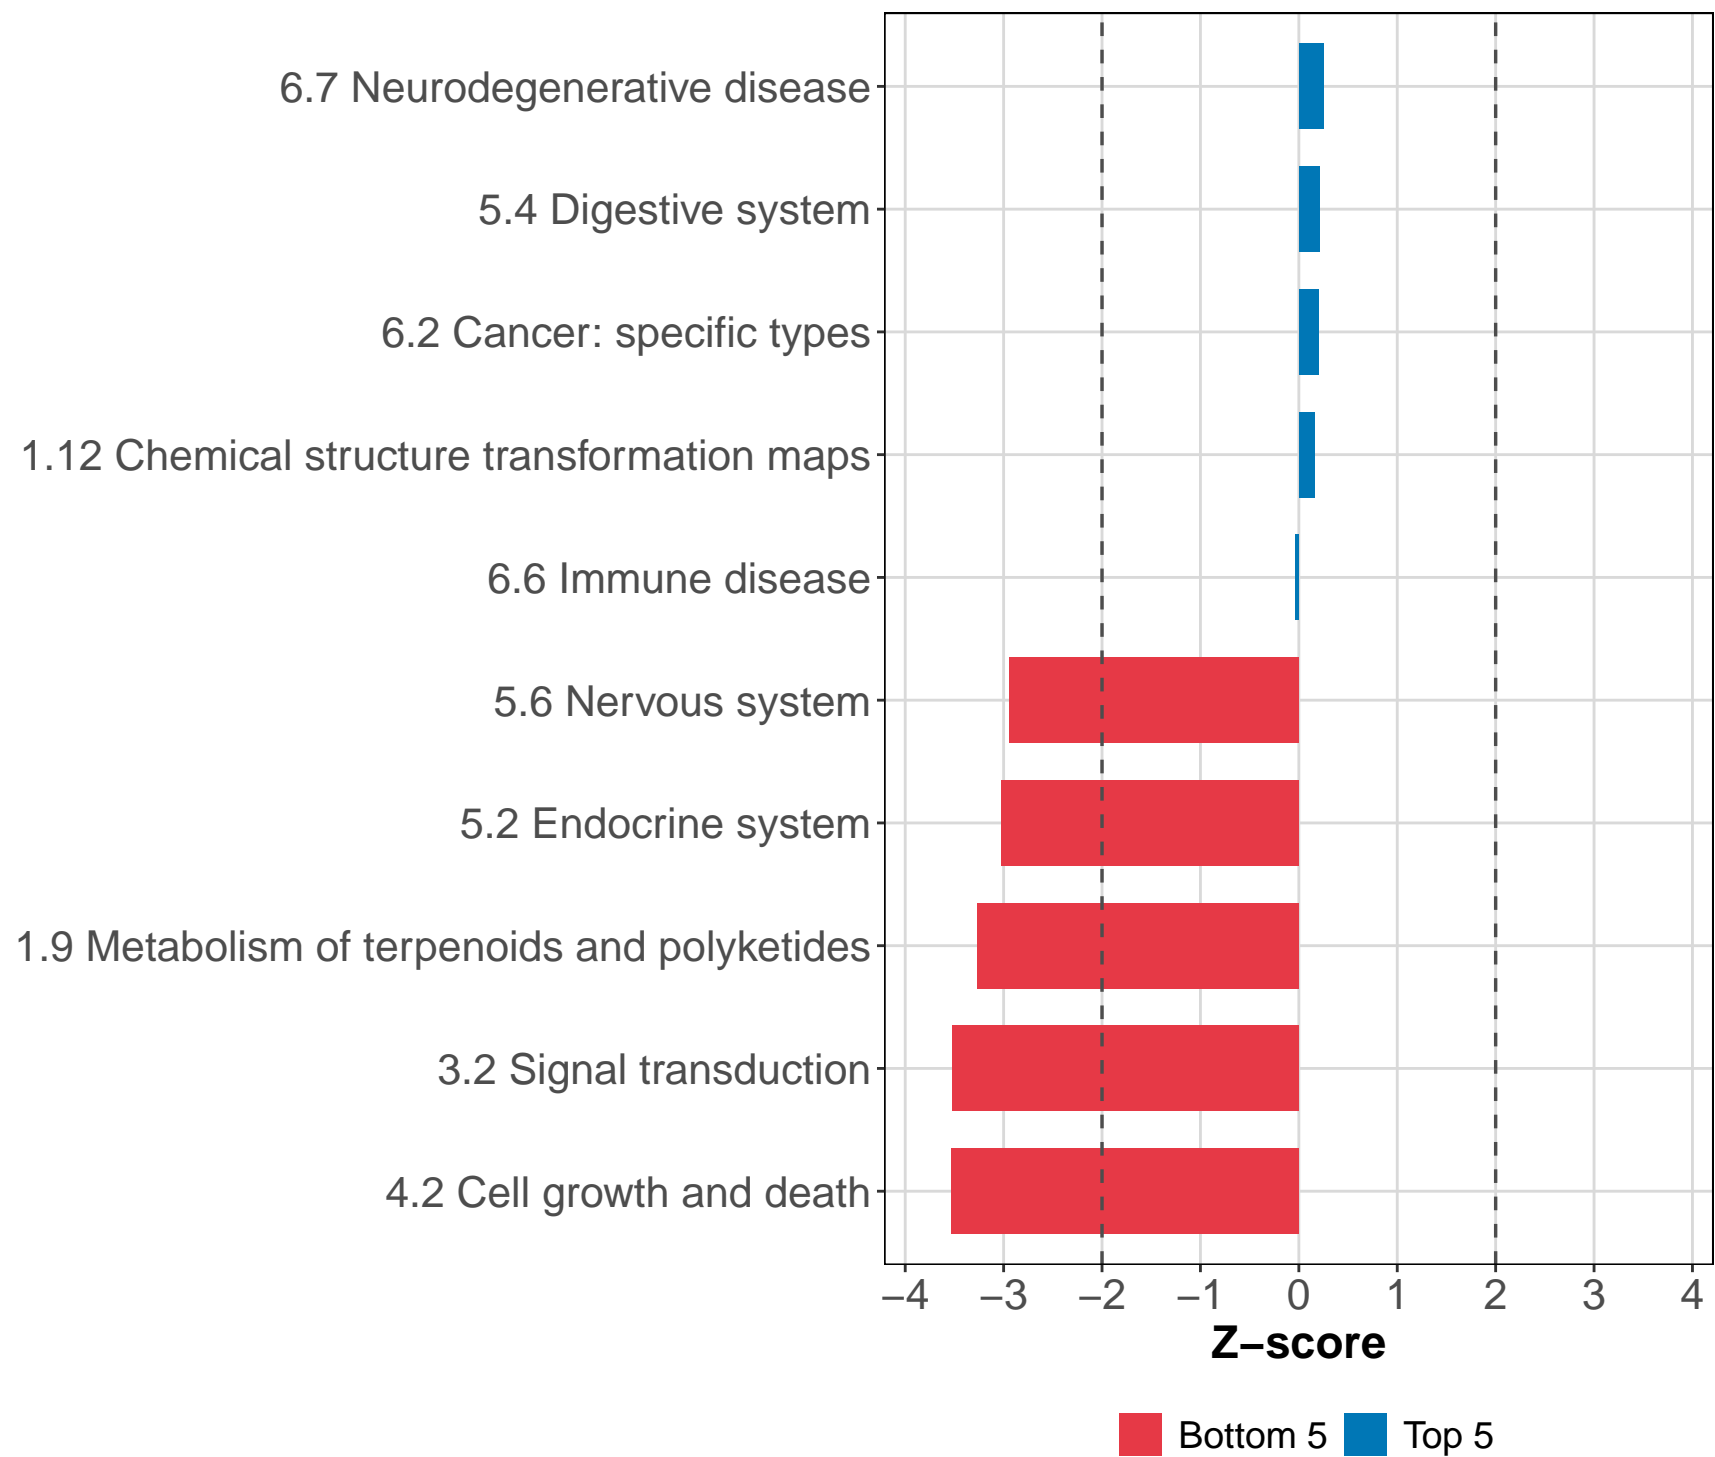 6.7 Neurodegenerative disease
5.4 Digestive system
6.2 Cancer: specific types
1.12 Chemical structure transformation maps
6.6 Immune disease
5.6 Nervous system
5.2 Endocrine system
1.9 Metabolism of terpenoids and polyketides
3.2 Signal transduction
4.2 Cell growth and death
−4 −3 −2 −1 0 1 2 3 4
Z−score
Bottom 5 Top 5